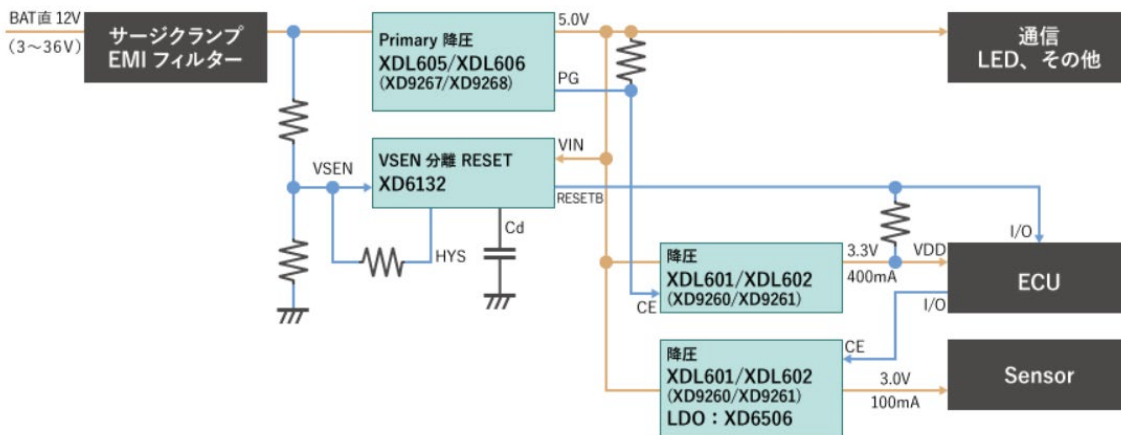 BAT直 12V
（3～36V）
サージクランプ
EMI フィルター
Primary 降圧
XDL605/XDL606
(XD9267/XD9268)
5.0V
PG
通信
LED、その他
VSEN
VSEN 分離 RESET
XD6132
VIN
RESETB
HYS
Cd
降圧
XDL601/XDL602
(XD9260/XD9261)
CE
3.3V
400mA
VDD
I/O
ECU
I/O
降圧
XDL601/XDL602
(XD9260/XD9261)
LDO：XD6506
CE
3.0V
100mA
Sensor